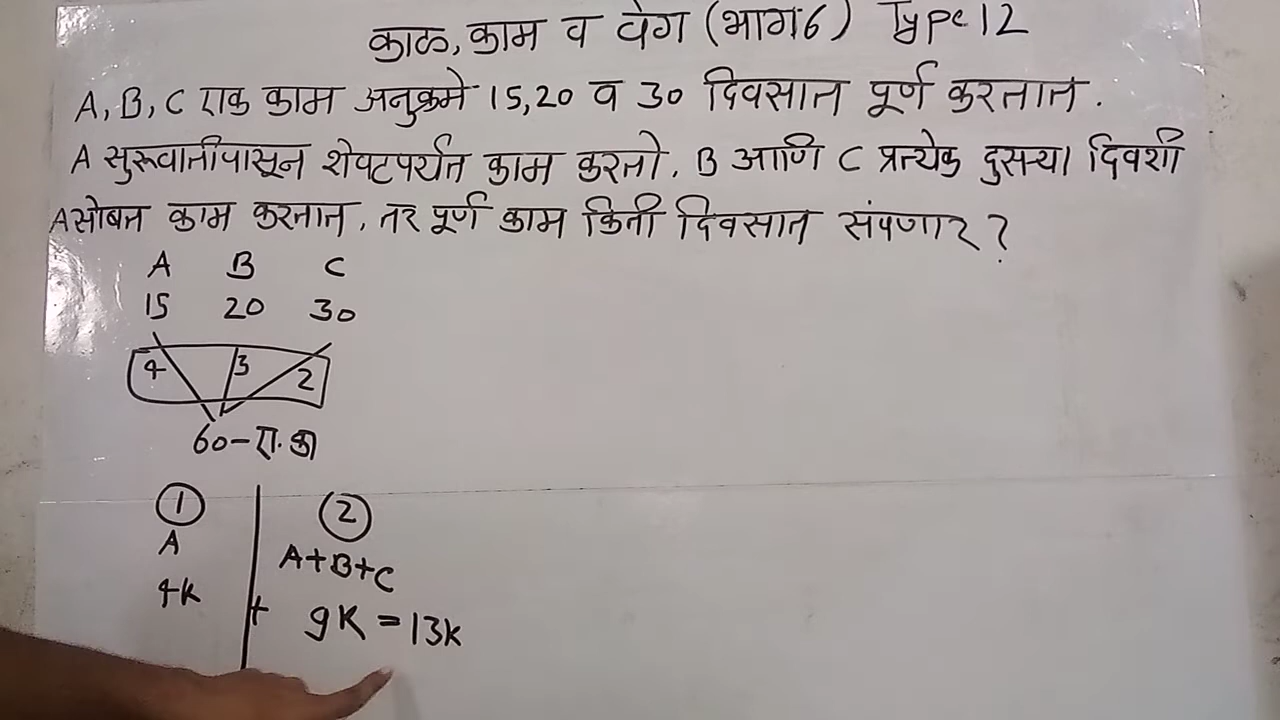 काळ, काम व वेग (भाग 6) Type 12
A, B, C एक काम अनुक्रमे 15, 20 व 30 दिवसात पूर्ण करतात.
A सुरूवातीपासून शेवटपर्यंत काम करतो. B आणि C प्रत्येक दुसऱ्या दिवशी
A सोबत काम करतात, तर पूर्ण काम किती दिवसात संपणार?
A B C
15 20 30
4 3 2
60-ए.का
1 2
A A+B+C
4K + 9K = 13K